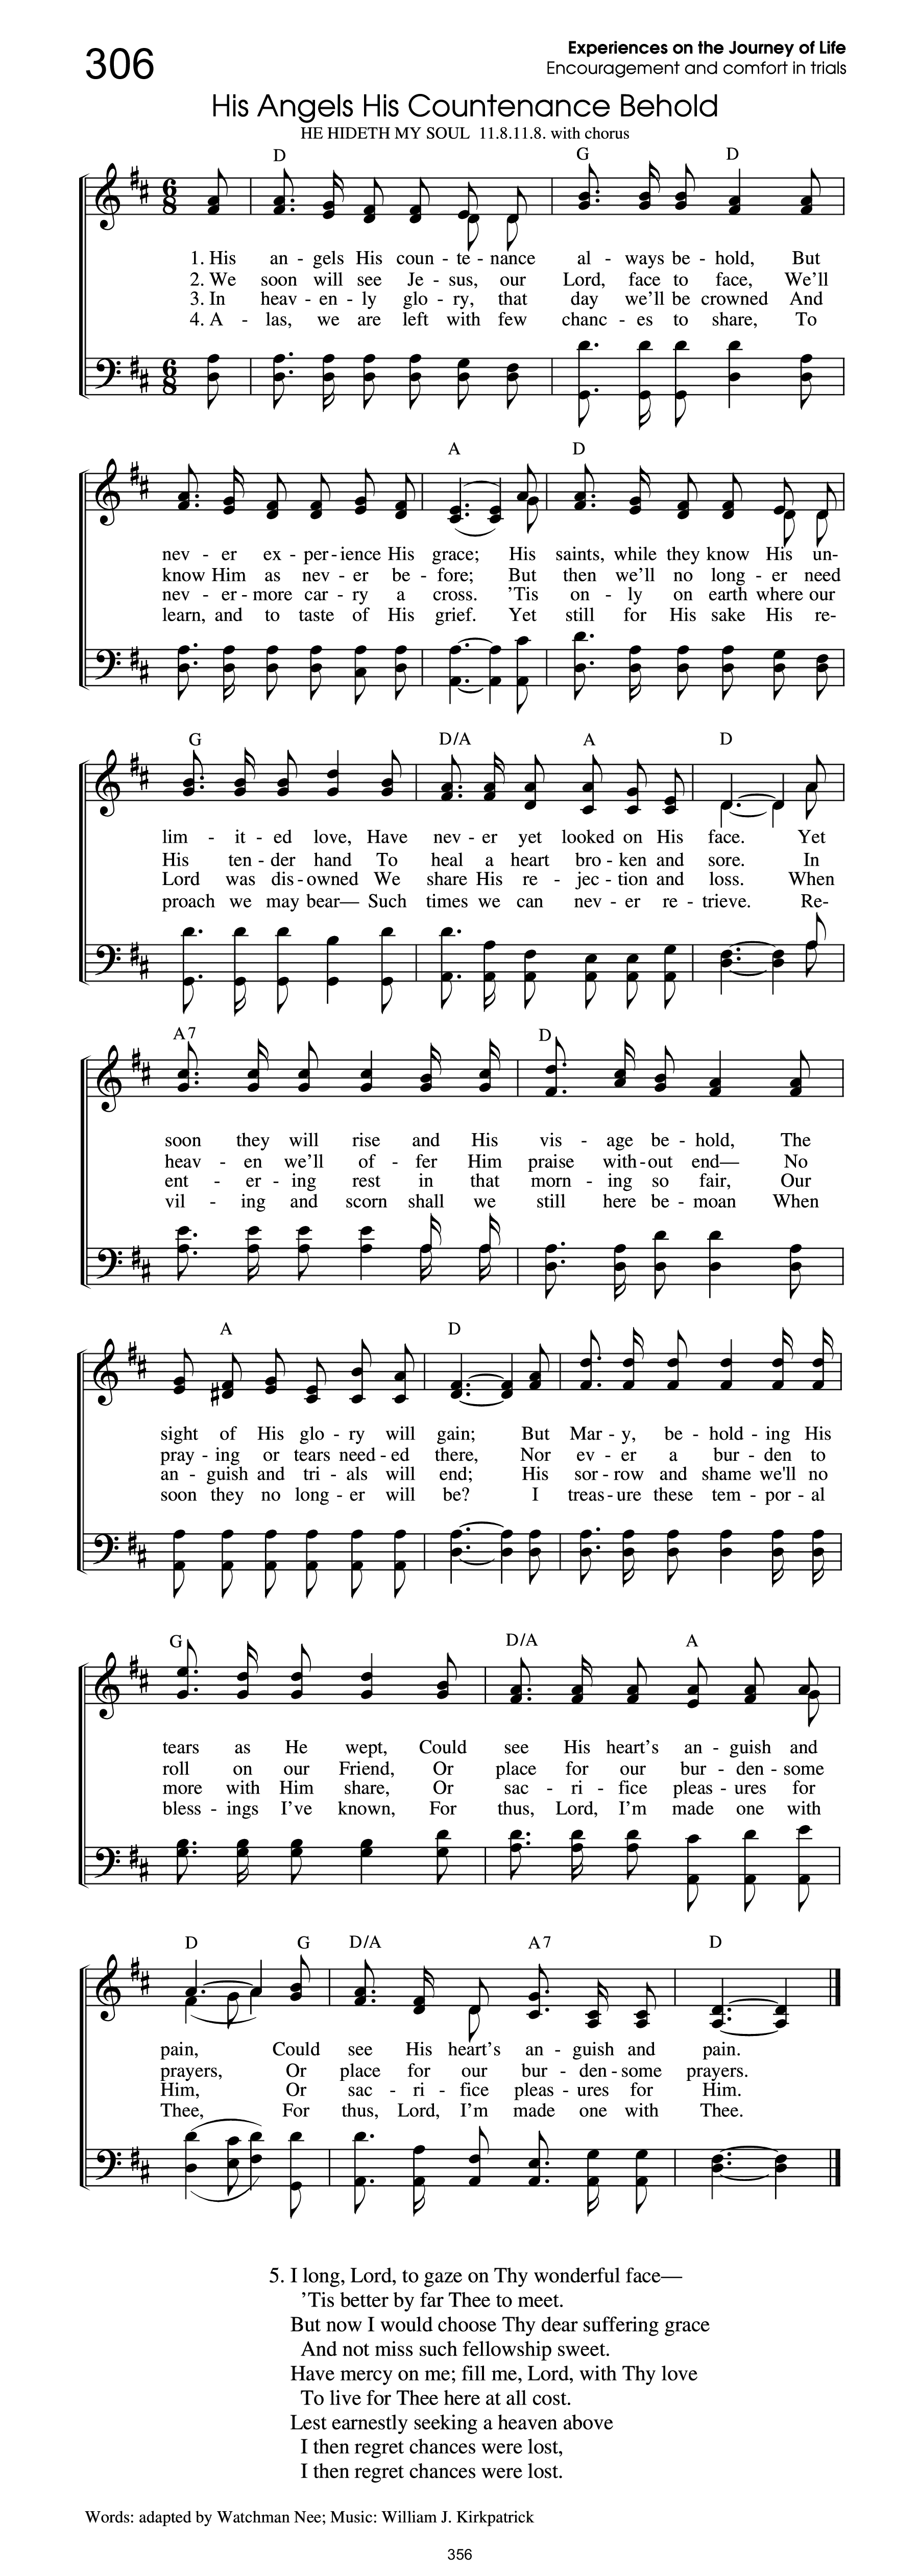 306
Experiences on the Journey of Life
Encouragement and comfort in trials
His Angels His Countenance Behold
HE HIDETH MY SOUL 11.8.11.8. with chorus
D G D
1. His an - gels His coun - te - nance al - ways be - hold, But
2. We soon will see Je - sus, our Lord, face to face, We'll
3. In heav - en - ly glo - ry, that day we'll be crowned And
4. A - las, we are left with few chanc - es to share, To
A D
nev - er ex - per - ience His grace; His saints, while they know His un-
know Him as nev - er be - fore; But then we'll no long - er need
nev - er - more car - ry a cross. 'Tis on - ly on earth where our
learn, and to taste of His grief. Yet still for His sake His re-
G D/A A D
lim - it - ed love, Have nev - er yet looked on His face. Yet
His ten - der hand To heal a heart bro - ken and sore. In
Lord was dis - owned We share His re - jec - tion and loss. When
proach we may bear— Such times we can nev - er re - trieve. Re-
A7 D
soon they will rise and His vis - age be - hold, The
heav - en we'll of - fer Him praise with - out end— No
ent - er - ing rest in that morn - ing so fair, Our
vil - ing and scorn shall we still here be - moan When
A D
sight of His glo - ry will gain; But Mar - y, be - hold - ing His
pray - ing or tears need - ed there, Nor ev - er a bur - den to
an - guish and tri - als will end; His sor - row and shame we'll no
soon they no long - er will be? I treas - ure these tem - por - al
G D/A A
tears as He wept, Could see His heart's an - guish and
roll on our Friend, Or place for our bur - den - some
more with Him share, Or sac - ri - fice pleas - ures for
bless - ings I've known, For thus, Lord, I'm made one with
D G D/A A7 D
pain, Could see His heart's an - guish and pain.
prayers, Or place for our bur - den - some prayers.
Him, Or sac - ri - fice pleas - ures for Him.
Thee, For thus, Lord, I'm made one with Thee.
5. I long, Lord, to gaze on Thy wonderful face—
'Tis better by far Thee to meet.
But now I would choose Thy dear suffering grace
And not miss such fellowship sweet.
Have mercy on me; fill me, Lord, with Thy love
To live for Thee here at all cost.
Lest earnestly seeking a heaven above
I then regret chances were lost,
I then regret chances were lost.
Words: adapted by Watchman Nee; Music: William J. Kirkpatrick
356